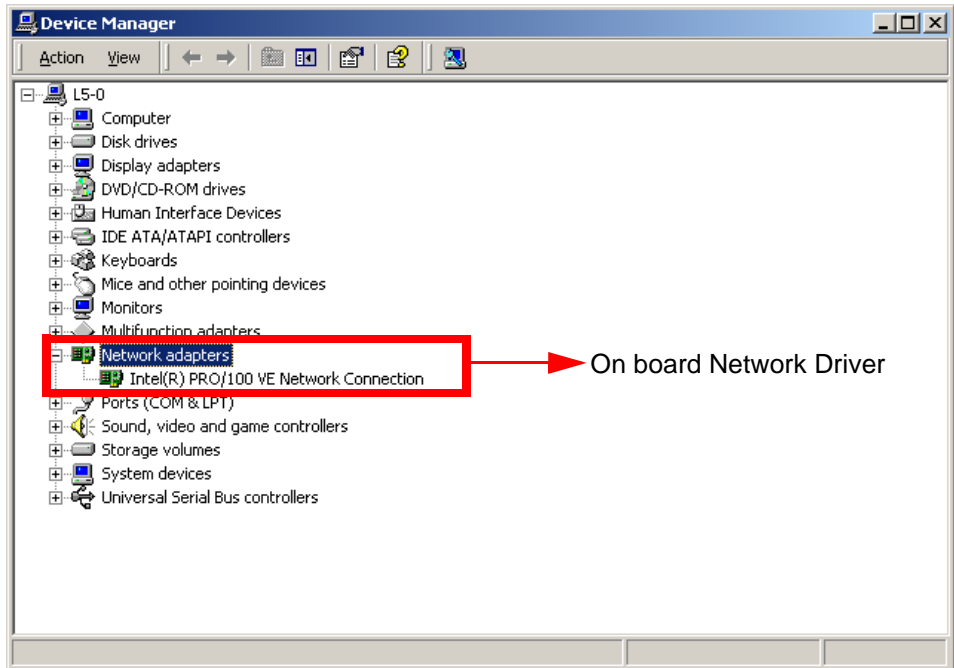 Device Manager
Action View
L5-0
Computer
Disk drives
Display adapters
DVD/CD-ROM drives
Human Interface Devices
IDE ATA/ATAPI controllers
Keyboards
Mice and other pointing devices
Monitors
Multifunction adapters
Network adapters
On board Network Driver
Intel(R) PRO/100 VE Network Connection
Ports (COM & LPT)
Sound, video and game controllers
Storage volumes
System devices
Universal Serial Bus controllers